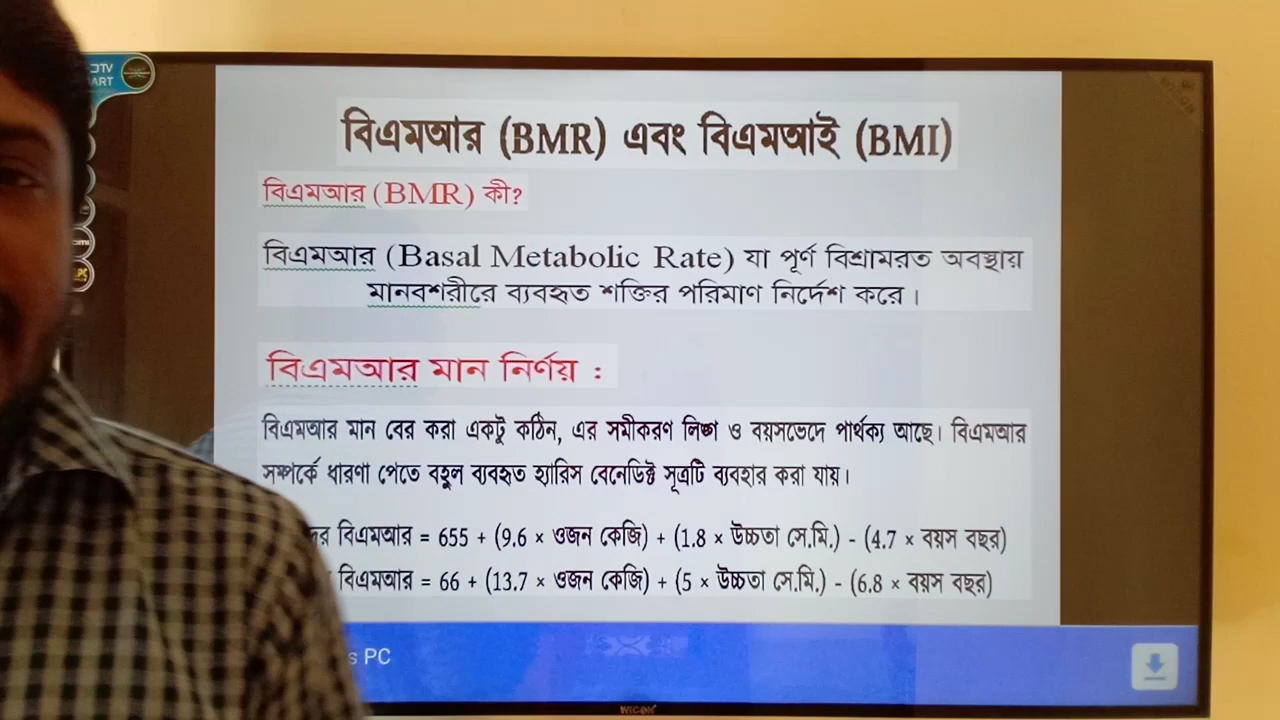 বিএমআর (BMR) এবং বিএমআই (BMI)
বিএমআর (BMR) কী?
বিএমআর (Basal Metabolic Rate) যা পূর্ণ বিশ্রামরত অবস্থায়
মানবশরীরে ব্যবহৃত শক্তির পরিমাণ নির্দেশ করে।
বিএমআর মান নির্ণয় :
বিএমআর মান বের করা একটু কঠিন, এর সমীকরণ লিঙ্গ ও বয়সভেদে পার্থক্য আছে। বিএমআর
সম্পর্কে ধারণা পেতে বহুল ব্যবহৃত হ্যারিস বেনেডিক্ট সূত্রটি ব্যবহার করা যায়।
বিএমআর = 655 + (9.6 × ওজন কেজি) + (1.8 × উচ্চতা সে.মি.) - (4.7 × বয়স বছর)
বিএমআর = 66 + (13.7 × ওজন কেজি) + (5 × উচ্চতা সে.মি.) - (6.8 × বয়স বছর)
PC
WICON